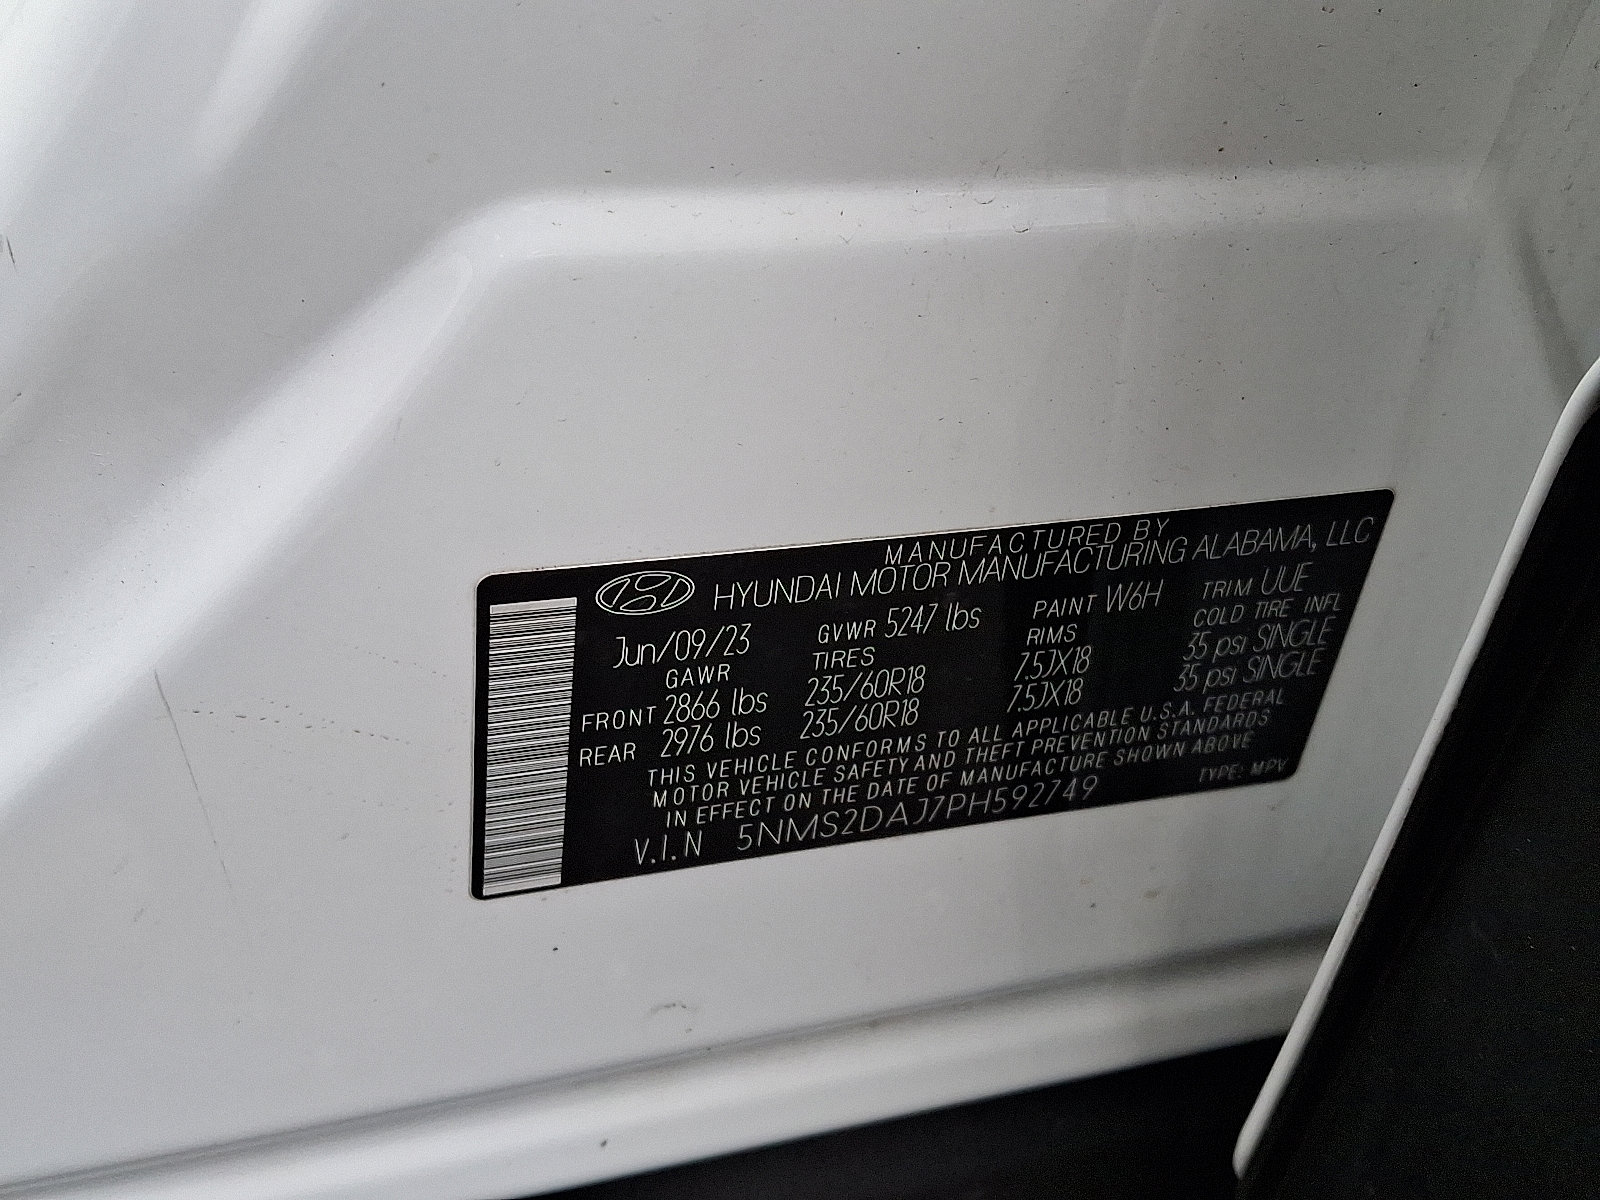 MANUFACTURED BY
HYUNDAI MOTOR MANUFACTURING ALABAMA, LLC
Jun/09/23 GVWR 5247 lbs PAINT W6H TRIM UUE
GAWR TIRES RIMS COLD TIRE INFL
FRONT 2866 lbs 235/60R18 7.5JX18 35 psi SINGLE
REAR 2976 lbs 235/60R18 7.5JX18 35 psi SINGLE
THIS VEHICLE CONFORMS TO ALL APPLICABLE U.S.A. FEDERAL
MOTOR VEHICLE SAFETY AND THEFT PREVENTION STANDARDS
IN EFFECT ON THE DATE OF MANUFACTURE SHOWN ABOVE
V.I.N 5NMS2DAJ7PH592749 TYPE: MPV